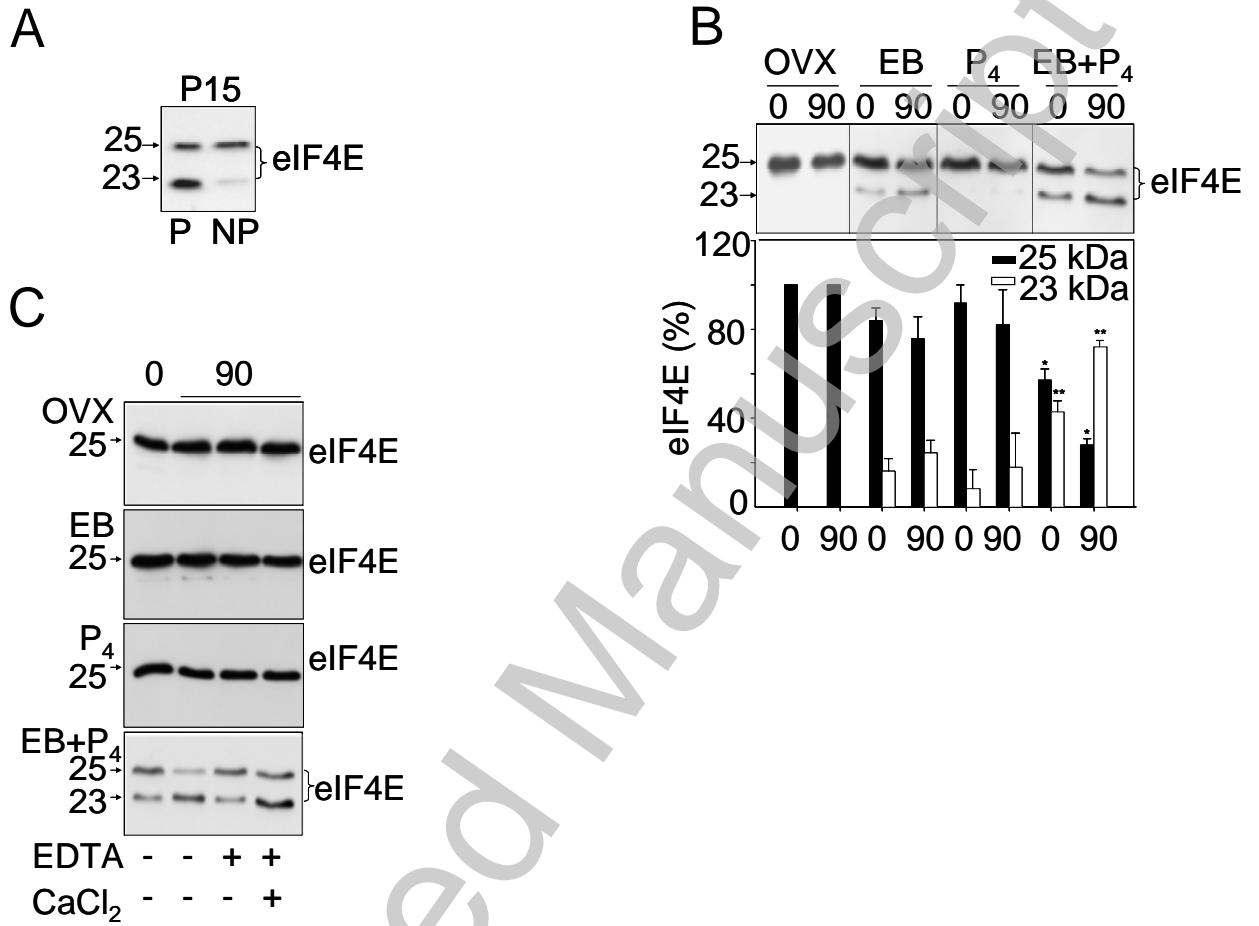 A
P15
25
23
eIF4E
P NP
B
OVX EB P4 EB+P4
0 90 0 90 0 90 0 90
25
23
eIF4E
120
80
40
0
eIF4E (%)
25 kDa
23 kDa
* ** * **
0 90 0 90 0 90 0 90
C
0 90
OVX
25
eIF4E
EB
25
eIF4E
P4
25
eIF4E
EB+P4
25
23
eIF4E
EDTA - - + +
CaCl2 - - - +
ed Manuscript